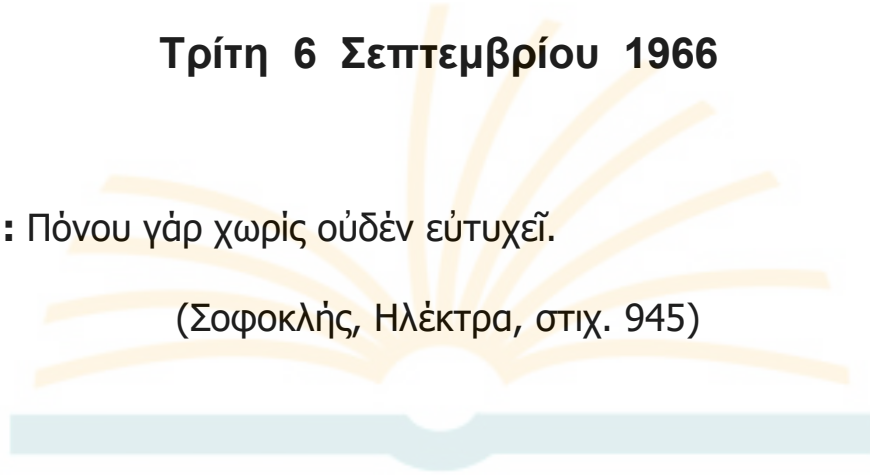 Τρίτη 6 Σεπτεμβρίου 1966
: Πόνου γάρ χωρίς οὐδέν εὐτυχεῖ.
(Σοφοκλής, Ηλέκτρα, στιχ. 945)